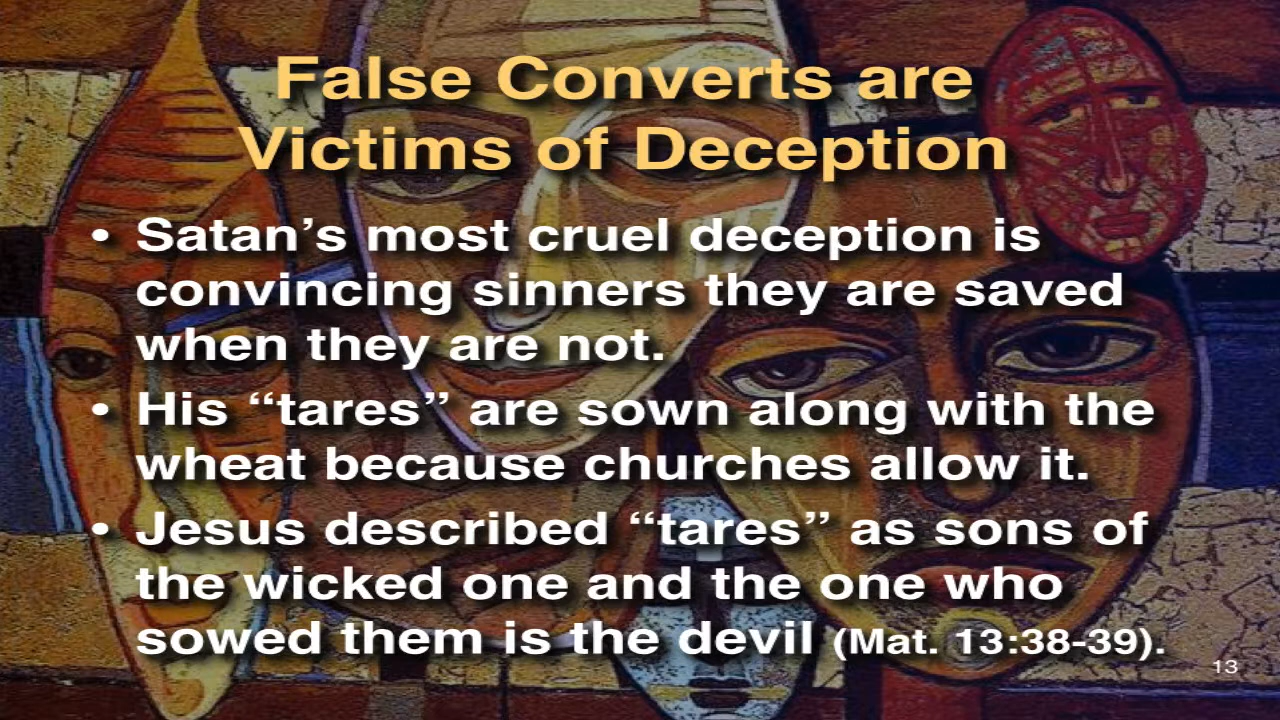 False Converts are
Victims of Deception
• Satan’s most cruel deception is
convincing sinners they are saved
when they are not.
• His “tares” are sown along with the
wheat because churches allow it.
• Jesus described “tares” as sons of
the wicked one and the one who
sowed them is the devil (Mat. 13:38-39).
13